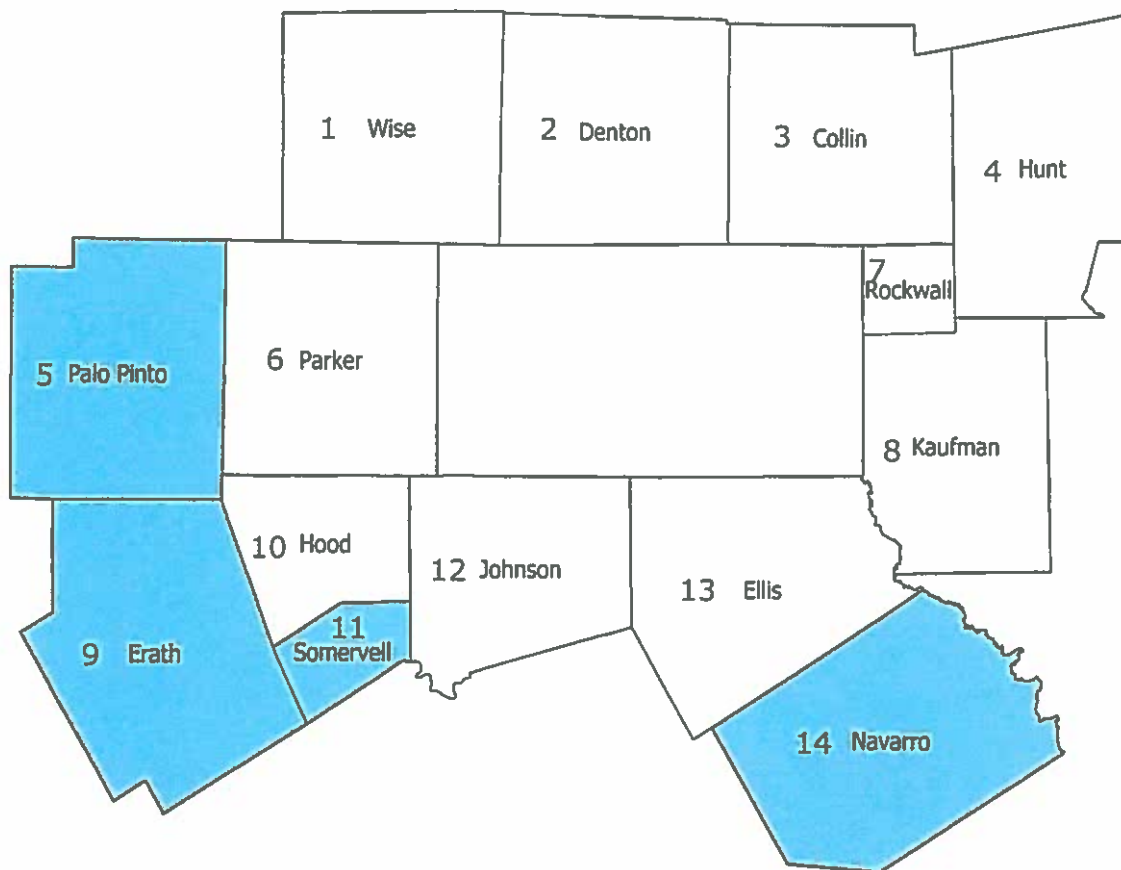 1 Wise
2 Denton
3 Collin
4 Hunt
5 Palo Pinto
6 Parker
7
Rockwall
8 Kaufman
9 Erath
10 Hood
11
Somervell
12 Johnson
13 Ellis
14 Navarro